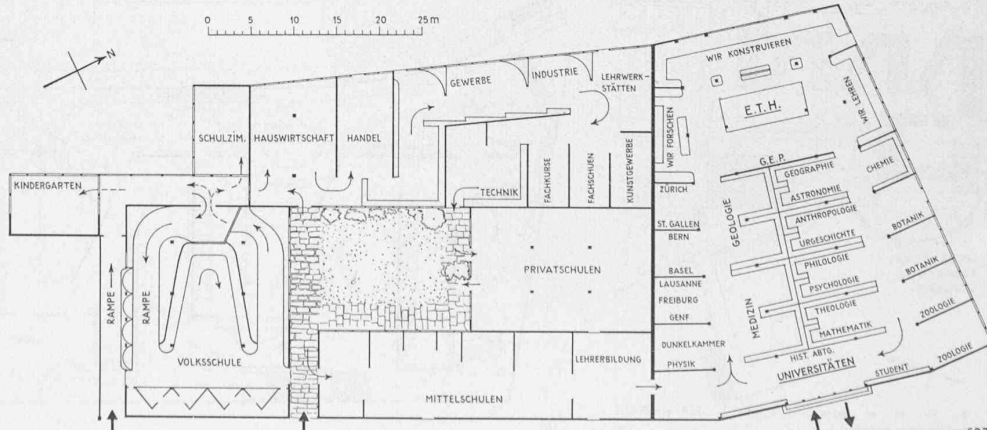 0 5 10 15 20 25 m
N
WIR KONSTRUIEREN
GEWERBE
INDUSTRIE
LEHRWERK-
STÄTTEN
E.T.H.
WIR LEHREN
WIR FORSCHEN
SCHULZIM.
HAUSWIRTSCHAFT
HANDEL
KINDERGARTEN
TECHNIK
FACHKURSE
FACHSCHUEN
KUNSTGEWERBE
ZÜRICH
G.E.P.
GEOGRAPHIE
CHEMIE
ASTRONOMIE
ANTHROPOLOGIE
GEOLOGIE
URGESCHICHTE
BOTANIK
ST. GALLEN
BERN
PHILOLOGIE
PRIVATSCHULEN
BASEL
LAUSANNE
PSYCHOLOGIE
BOTANIK
FREIBURG
THEOLOGIE
GENF
MEDIZIN
ZOOLOGIE
MATHEMATIK
RAMPE
RAMPE
DUNKELKAMMER
HIST. ABTG.
VOLKSSCHULE
LEHRERBILDUNG
PHYSIK
UNIVERSITÄTEN
STUDENT
ZOOLOGIE
MITTELSCHULEN